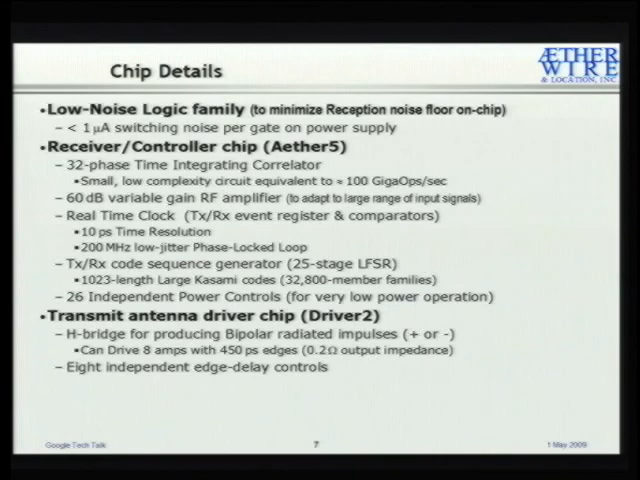 Chip Details
ÆTHER
WIRE
& LOCATION, INC.
•Low-Noise Logic family (to minimize Reception noise floor on-chip)
– < 1 µA switching noise per gate on power supply
•Receiver/Controller chip (Aether5)
– 32-phase Time Integrating Correlator
▪Small, low complexity circuit equivalent to ≈ 100 GigaOps/sec
– 60 dB variable gain RF amplifier (to adapt to large range of input signals)
– Real Time Clock (Tx/Rx event register & comparators)
▪10 ps Time Resolution
▪200 MHz low-jitter Phase-Locked Loop
– Tx/Rx code sequence generator (25-stage LFSR)
▪1023-length Large Kasami codes (32,800-member families)
– 26 Independent Power Controls (for very low power operation)
•Transmit antenna driver chip (Driver2)
– H-bridge for producing Bipolar radiated impulses (+ or -)
▪Can Drive 8 amps with 450 ps edges (0.2Ω output impedance)
– Eight independent edge-delay controls
Google Tech Talk
7
1 May 2009